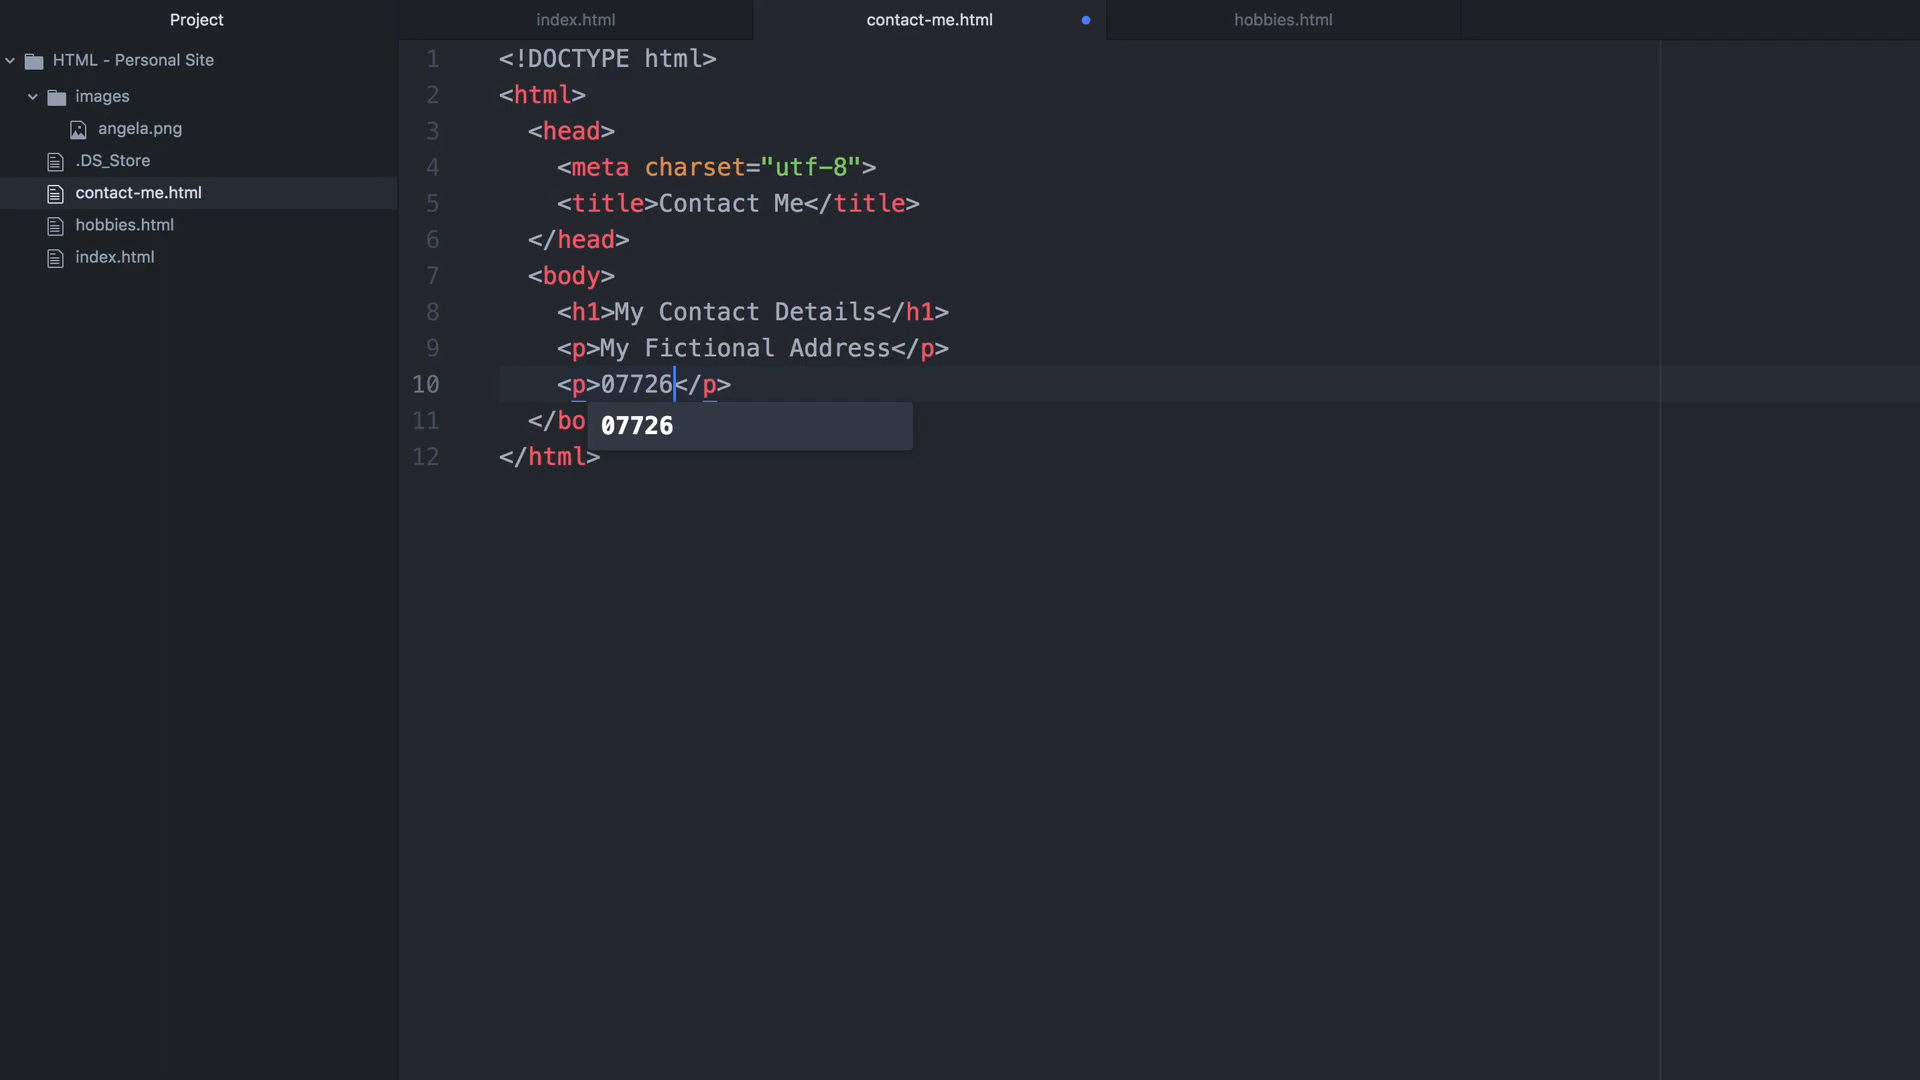 Project
HTML - Personal Site
images
angela.png
.DS_Store
contact-me.html
hobbies.html
index.html
index.html
contact-me.html
hobbies.html
1 <!DOCTYPE html>
2 <html>
3 <head>
4 <meta charset="utf-8">
5 <title>Contact Me</title>
6 </head>
7 <body>
8 <h1>My Contact Details</h1>
9 <p>My Fictional Address</p>
10 <p>07726</p>
11 </bo
07726
12 </html>